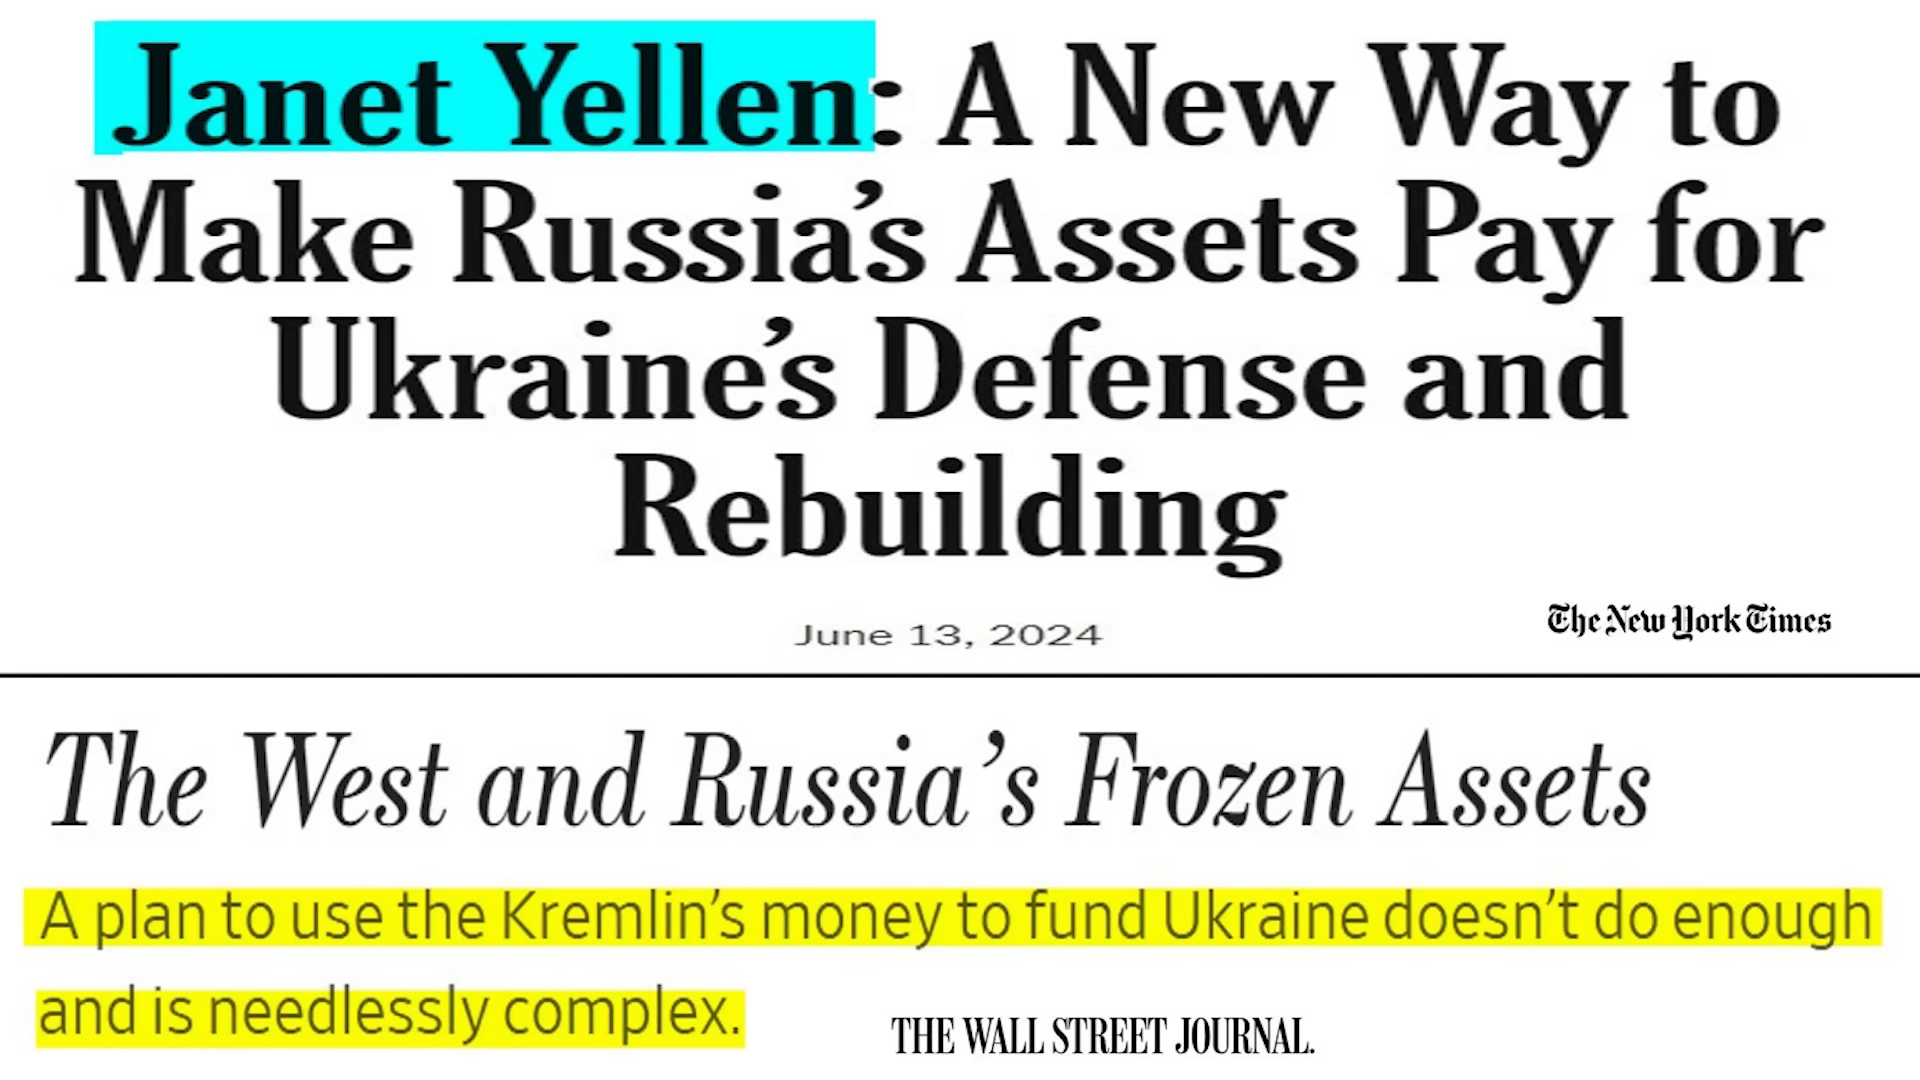 Janet Yellen: A New Way to
Make Russia’s Assets Pay for
Ukraine’s Defense and
Rebuilding
June 13, 2024
The New York Times
The West and Russia’s Frozen Assets
A plan to use the Kremlin’s money to fund Ukraine doesn’t do enough
and is needlessly complex.
THE WALL STREET JOURNAL.